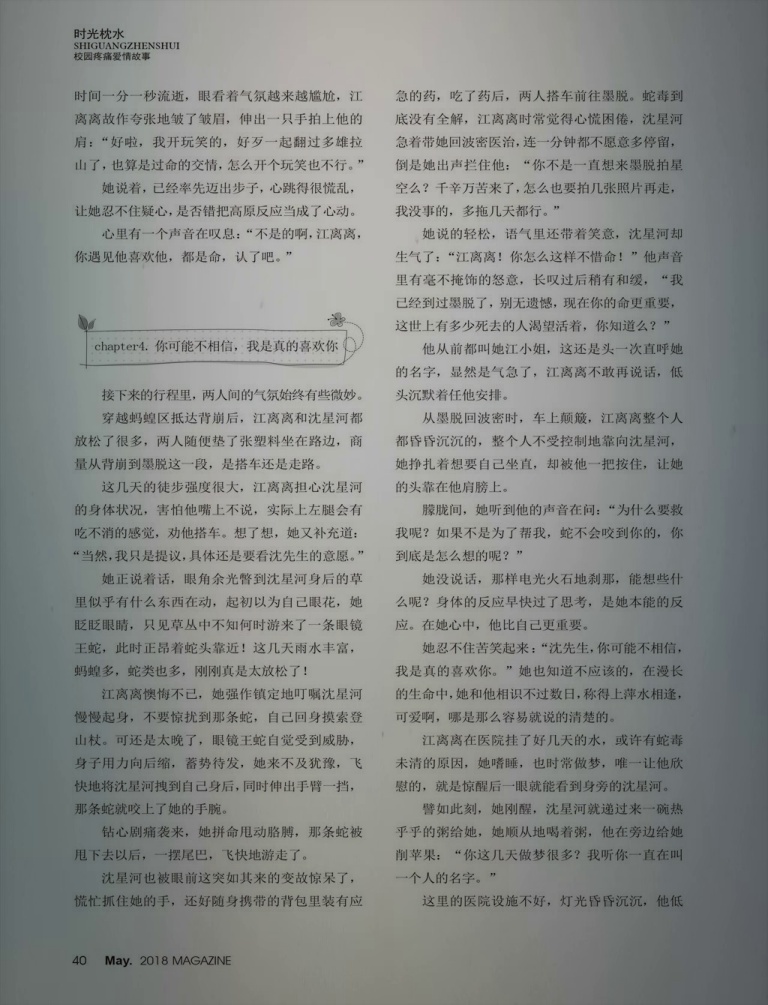 时光枕水
SHIGUANGZHENSHUI
校园疼痛爱情故事
时间一分一秒流逝，眼看着气氛越来越尴尬，江
离离故作夸张地皱了皱眉，伸出一只手拍上他的
肩：“好啦，我开玩笑的，好歹一起翻过多雄拉
山了，也算是过命的交情，怎么开个玩笑也不行。”
她说着，已经率先迈出步子，心跳得很慌乱，
让她忍不住疑心，是否错把高原反应当成了心动。
心里有一个声音在叹息：“不是的啊，江离离，
你遇见他喜欢他，都是命，认了吧。”
chapter4. 你可能不相信，我是真的喜欢你
接下来的行程里，两人间的气氛始终有些微妙。
穿越蚂蝗区抵达背崩后，江离离和沈星河都
放松了很多，两人随便垫了张塑料坐在路边，商
量从背崩到墨脱这一段，是搭车还是走路。
这几天的徒步强度很大，江离离担心沈星河
的身体状况，害怕他嘴上不说，实际上左腿会有
吃不消的感觉，劝他搭车。想了想，她又补充道：
“当然，我只是提议，具体还是要看沈先生的意愿。”
她正说着话，眼角余光瞥到沈星河身后的草
里似乎有什么东西在动，起初以为自己眼花，她
眨眨眼睛，只见草丛中不知何时游来了一条眼镜
王蛇，此时正昂着蛇头靠近！这几天雨水丰富，
蚂蝗多，蛇类也多，刚刚真是太放松了！
江离离懊悔不已，她强作镇定地叮嘱沈星河
慢慢起身，不要惊扰到那条蛇，自己回身摸索登
山杖。可还是太晚了，眼镜王蛇自觉受到威胁，
身子用力向后缩，蓄势待发，她来不及犹豫，飞
快地将沈星河拽到自己身后，同时伸出手臂一挡，
那条蛇就咬上了她的手腕。
钻心剧痛袭来，她拼命甩动胳膊，那条蛇被
甩下去以后，一摆尾巴，飞快地游走了。
沈星河也被眼前这突如其来的变故惊呆了，
慌忙抓住她的手，还好随身携带的背包里装有应
急的药，吃了药后，两人搭车前往墨脱。蛇毒到
底没有全解，江离离时常觉得心慌困倦，沈星河
急着带她回波密医治，连一分钟都不愿意多停留，
倒是她出声拦住他：“你不是一直想来墨脱拍星
空么？千辛万苦来了，怎么也要拍几张照片再走，
我没事的，多拖几天都行。”
她说的轻松，语气里还带着笑意，沈星河却
生气了：“江离离！你怎么这样不惜命！”他声音
里有毫不掩饰的怒意，长叹过后稍有和缓，“我
已经到过墨脱了，别无遗憾，现在你的命更重要，
这世上有多少死去的人渴望活着，你知道么？”
他从前都叫她江小姐，这还是头一次直呼她
的名字，显然是气急了，江离离不敢再说话，低
头沉默着任他安排。
从墨脱回波密时，车上颠簸，江离离整个人
都昏昏沉沉的，整个人不受控制地靠向沈星河，
她挣扎着想要自己坐直，却被他一把按住，让她
的头靠在他肩膀上。
朦胧间，她听到他的声音在问：“为什么要救
我呢？如果不是为了帮我，蛇不会咬到你的，你
到底是怎么想的呢？”
她没说话，那样电光火石地刹那，能想些什
么呢？身体的反应早快过了思考，是她本能的反
应。在她心中，他比自己更重要。
她忍不住苦笑起来：“沈先生，你可能不相信，
我是真的喜欢你。”她也知道不应该的，在漫长
的生命中，她和他相识不过数日，称得上萍水相逢，
可爱啊，哪是那么容易就说的清楚的。
江离离在医院挂了好几天的水，或许有蛇毒
未清的原因，她嗜睡，也时常做梦，唯一让他欣
慰的，就是惊醒后一眼就能看到身旁的沈星河。
譬如此刻，她刚醒，沈星河就递过来一碗热
乎乎的粥给她，她顺从地喝着粥，他在旁边给她
削苹果：“你这几天做梦很多？我听你一直在叫
一个人的名字。”
这里的医院设施不好，灯光昏昏沉沉，他低
40 May. 2018 MAGAZINE